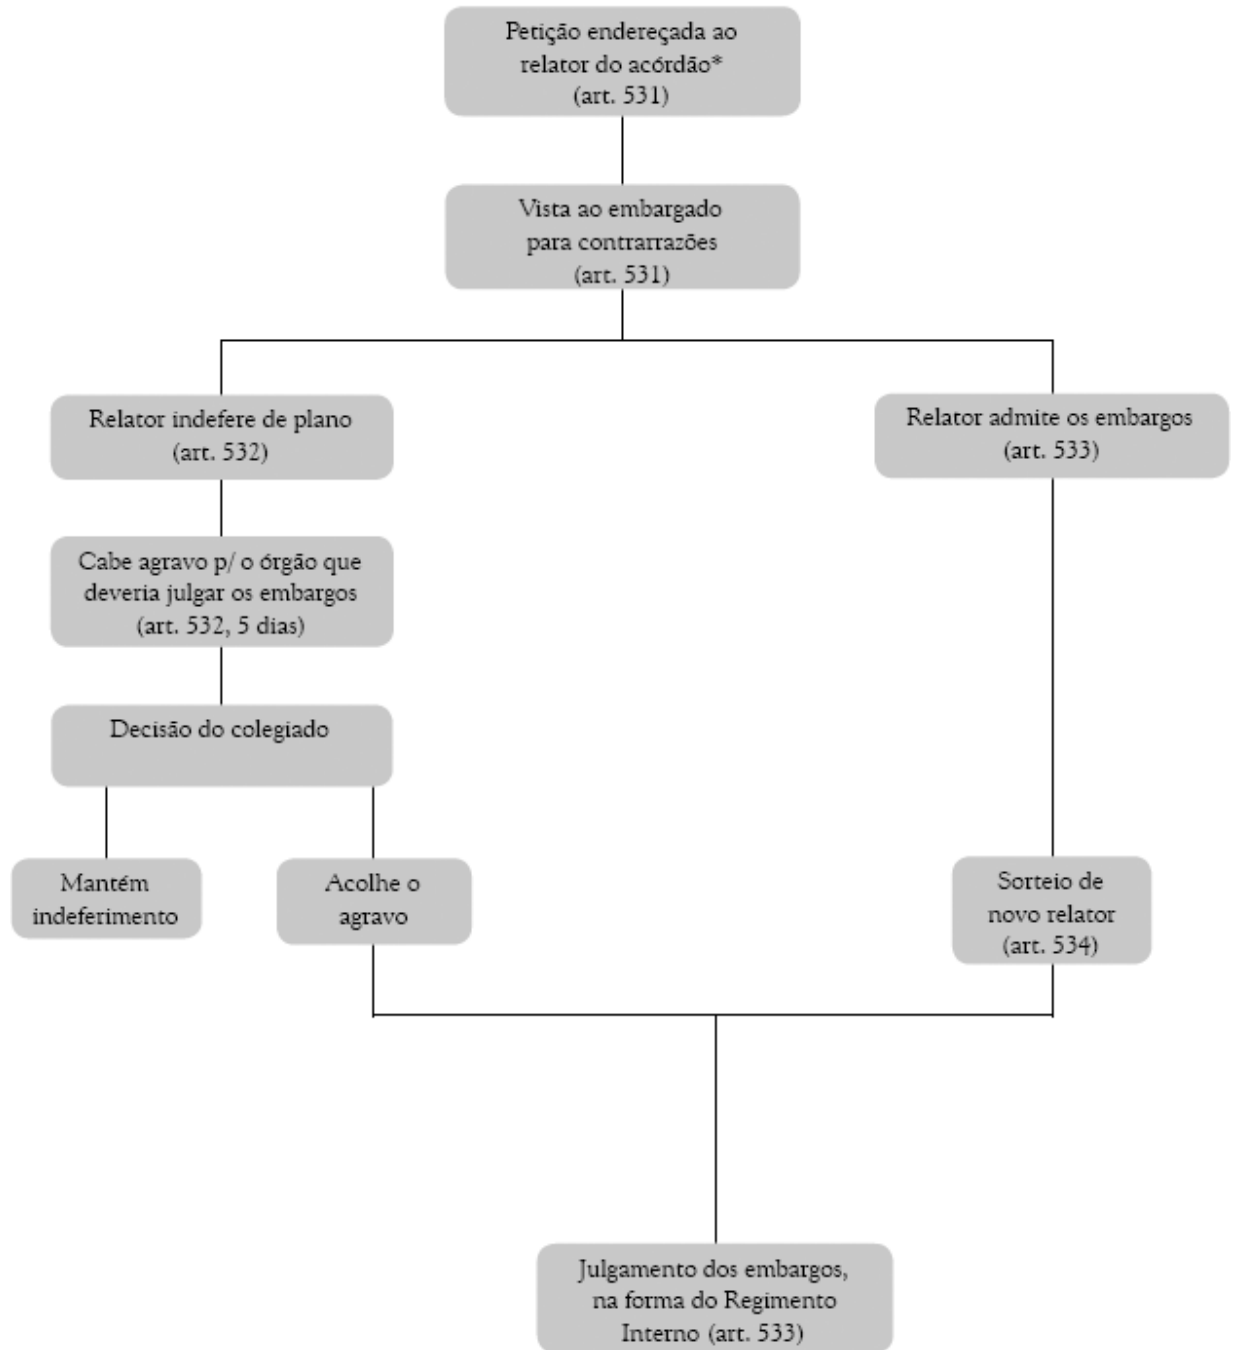 Petição endereçada ao
relator do acórdão*
(art. 531)
Vista ao embargado
para contrarrazões
(art. 531)
Relator indefere de plano
(art. 532)
Relator admite os embargos
(art. 533)
Cabe agravo p/ o órgão que
deveria julgar os embargos
(art. 532, 5 dias)
Decisão do colegiado
Mantém
indeferimento
Acolhe o
agravo
Sorteio de
novo relator
(art. 534)
Julgamento dos embargos,
na forma do Regimento
Interno (art. 533)